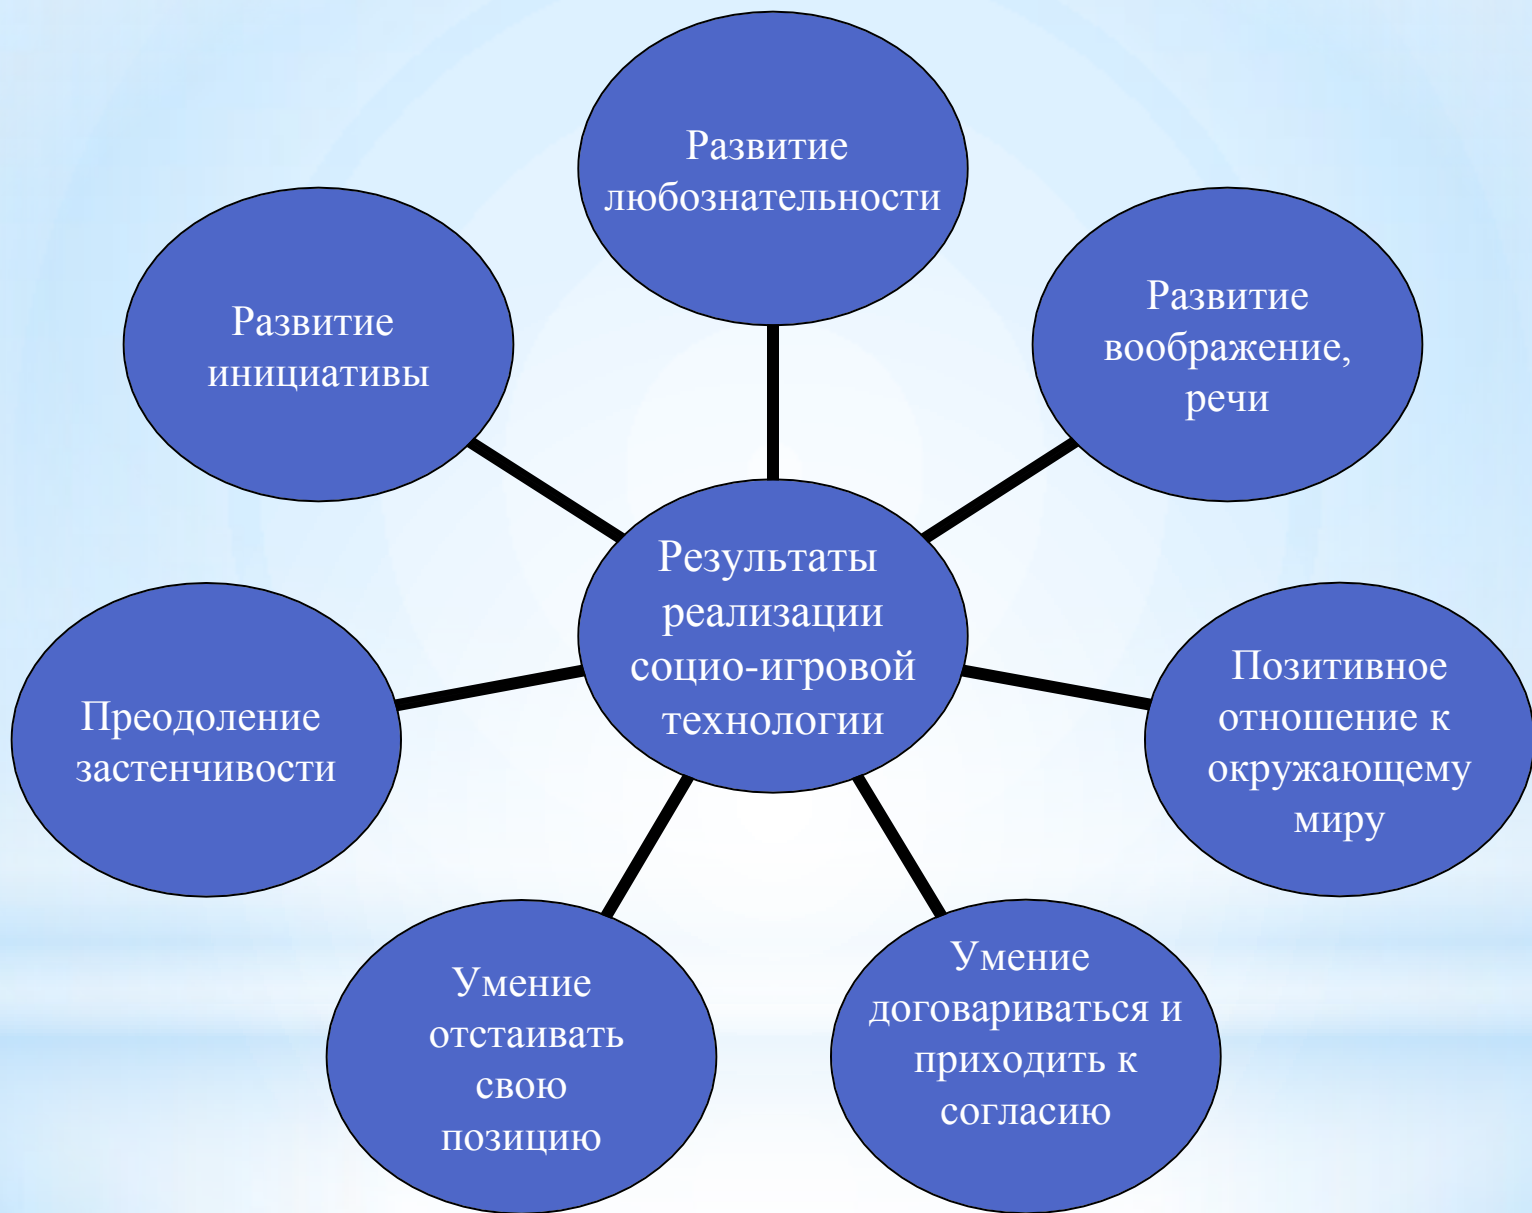 Развитие
любознательности
Развитие
инициативы
Развитие
воображение,
речи
Результаты
реализации
социо-игровой
технологии
Преодоление
застенчивости
Позитивное
отношение к
окружающему
миру
Умение
отстаивать
свою
позицию
Умение
договариваться и
приходить к
согласию